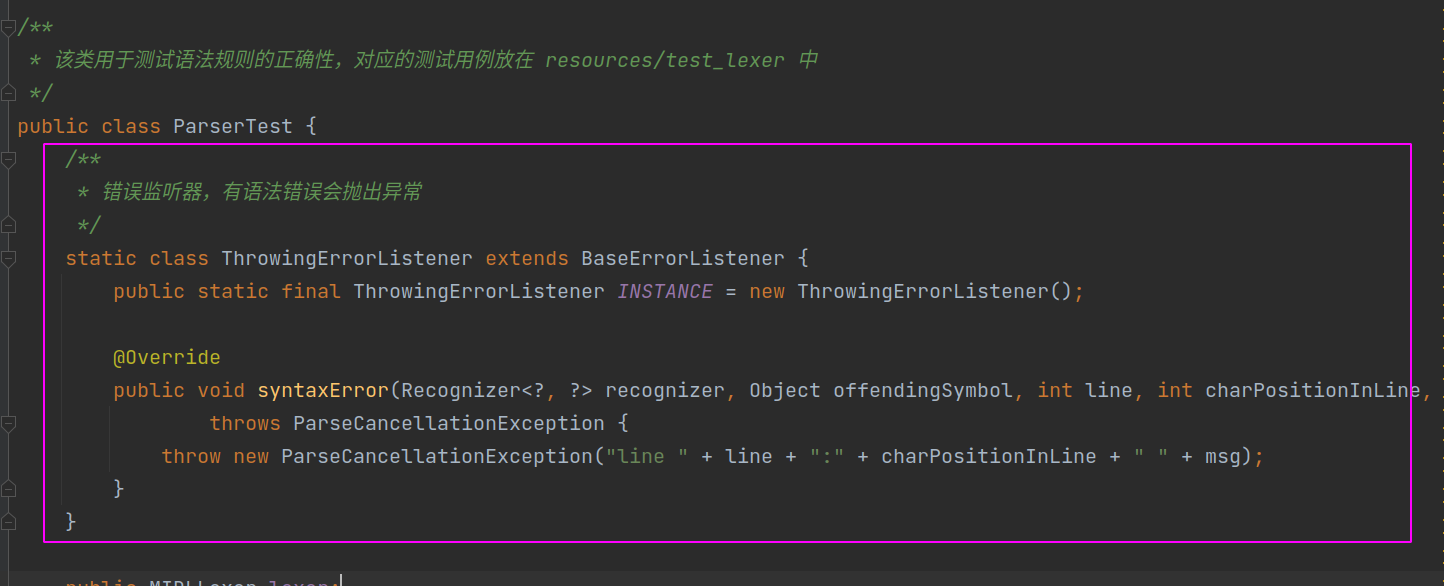 /**
 * 该类用于测试语法规则的正确性，对应的测试用例放在 resources/test_lexer 中
 */
public class ParserTest {
    /**
     * 错误监听器，有语法错误会抛出异常
     */
    static class ThrowingErrorListener extends BaseErrorListener {
        public static final ThrowingErrorListener INSTANCE = new ThrowingErrorListener();
        @Override
        public void syntaxError(Recognizer<?, ?> recognizer, Object offendingSymbol, int line, int charPositionInLine,
                throws ParseCancellationException {
            throw new ParseCancellationException("line " + line + ":" + charPositionInLine + " " + msg);
        }
    }
    public MIDLLexer lexer;